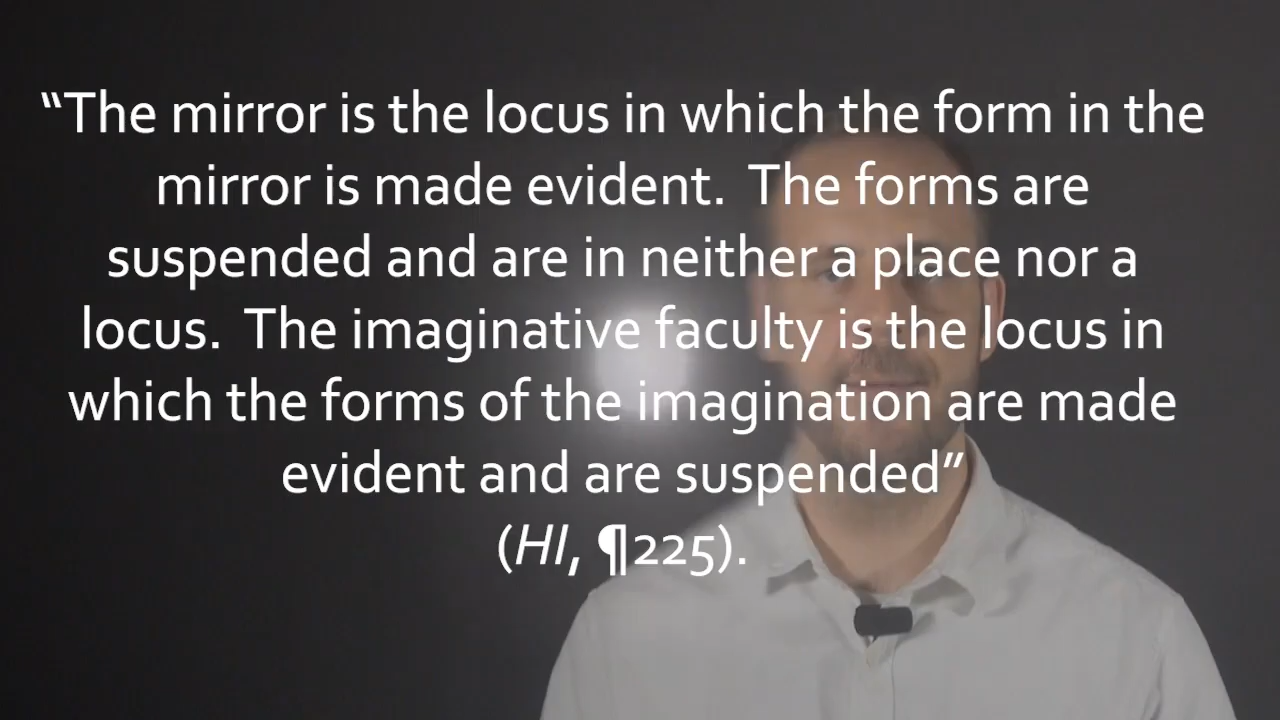 “The mirror is the locus in which the form in the
mirror is made evident.  The forms are
suspended and are in neither a place nor a
locus.  The imaginative faculty is the locus in
which the forms of the imagination are made
evident and are suspended”
(HI, ¶225).